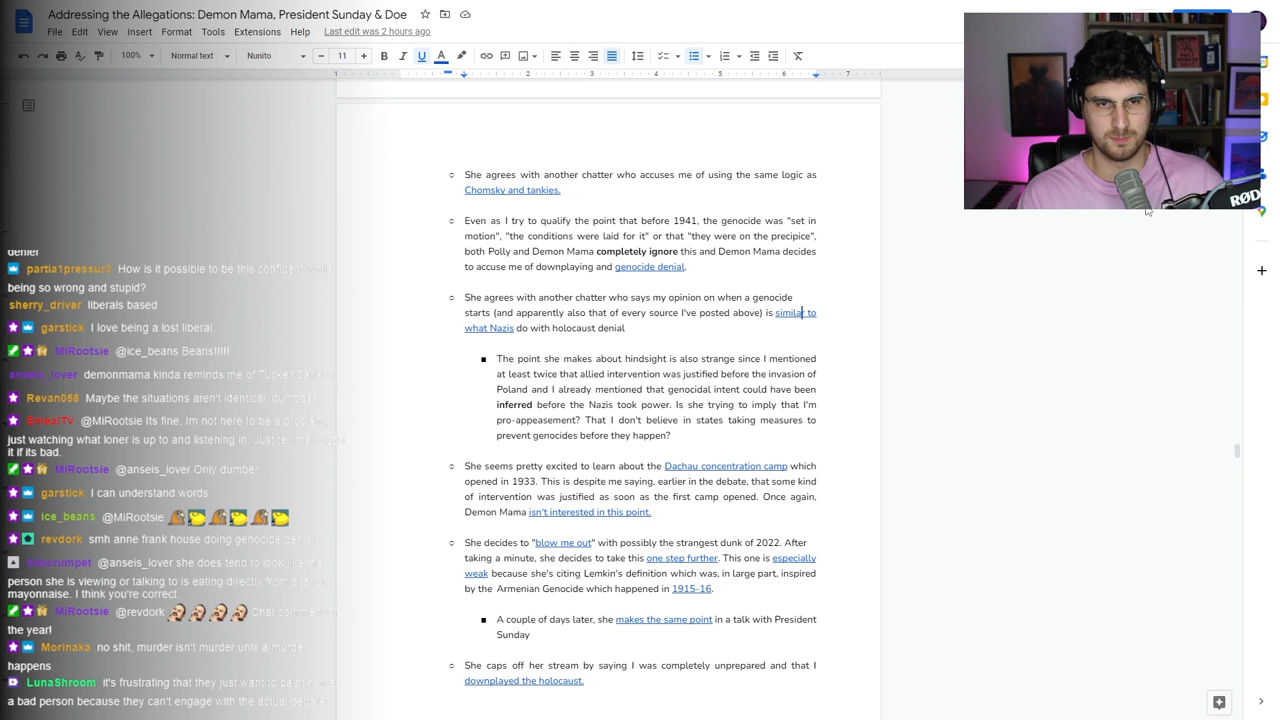 Addressing the Allegations: Demon Mama, President Sunday & Doe
File Edit View Insert Format Tools Extensions Help Last edit was 2 hours ago
100% Normal text Nunito 11
1 2 3 4 5 6 7
She agrees with another chatter who accuses me of using the same logic as
Chomsky and tankies.
Even as I try to qualify the point that before 1941, the genocide was "set in
motion", "the conditions were laid for it" or that "they were on the precipice",
both Polly and Demon Mama completely ignore this and Demon Mama decides
to accuse me of downplaying and genocide denial.
She agrees with another chatter who says my opinion on when a genocide
starts (and apparently also that of every source I've posted above) is similar to
what Nazis do with holocaust denial
The point she makes about hindsight is also strange since I mentioned
at least twice that allied intervention was justified before the invasion of
Poland and I already mentioned that genocidal intent could have been
inferred before the Nazis took power. Is she trying to imply that I'm
pro-appeasement? That I don't believe in states taking measures to
prevent genocides before they happen?
She seems pretty excited to learn about the Dachau concentration camp which
opened in 1933. This is despite me saying, earlier in the debate, that some kind
of intervention was justified as soon as the first camp opened. Once again,
Demon Mama isn't interested in this point.
She decides to "blow me out" with possibly the strangest dunk of 2022. After
taking a minute, she decides to take this one step further. This one is especially
weak because she's citing Lemkin's definition which was, in large part, inspired
by the Armenian Genocide which happened in 1915-16.
A couple of days later, she makes the same point in a talk with President
Sunday
She caps off her stream by saying I was completely unprepared and that I
downplayed the holocaust.
denier
partia1pressur3 How is it possible to be this confident while
being so wrong and stupid?
sherry_driver liberals based
garstick I love being a lost liberal.
MiRootsie @ice_beans Beans!!!!!
anseis_lover demonmama kinda reminds me of Tucker
Revan058 Maybe the situations aren't identical,
EmealTV @MiRootsie Its fine, im not here to be a
just watching what loner is up to and listening in. Just tell me
it if its bad.
MiRootsie @anseis_lover Only dumber
garstick I can understand words
ice_beans @MiRootsie
revdork smh anne frank house doing genocide
@anseis_lover she does tend to look like
person she is viewing or talking to is eating directly from a
mayonnaise. I think you're correct.
MiRootsie @revdork Chat
the year!
Morinaka no shit, murder isn't murder until a murder
happens
LunaShroom it's frustrating that they just want to
a bad person because they can't engage with the actual
RØD